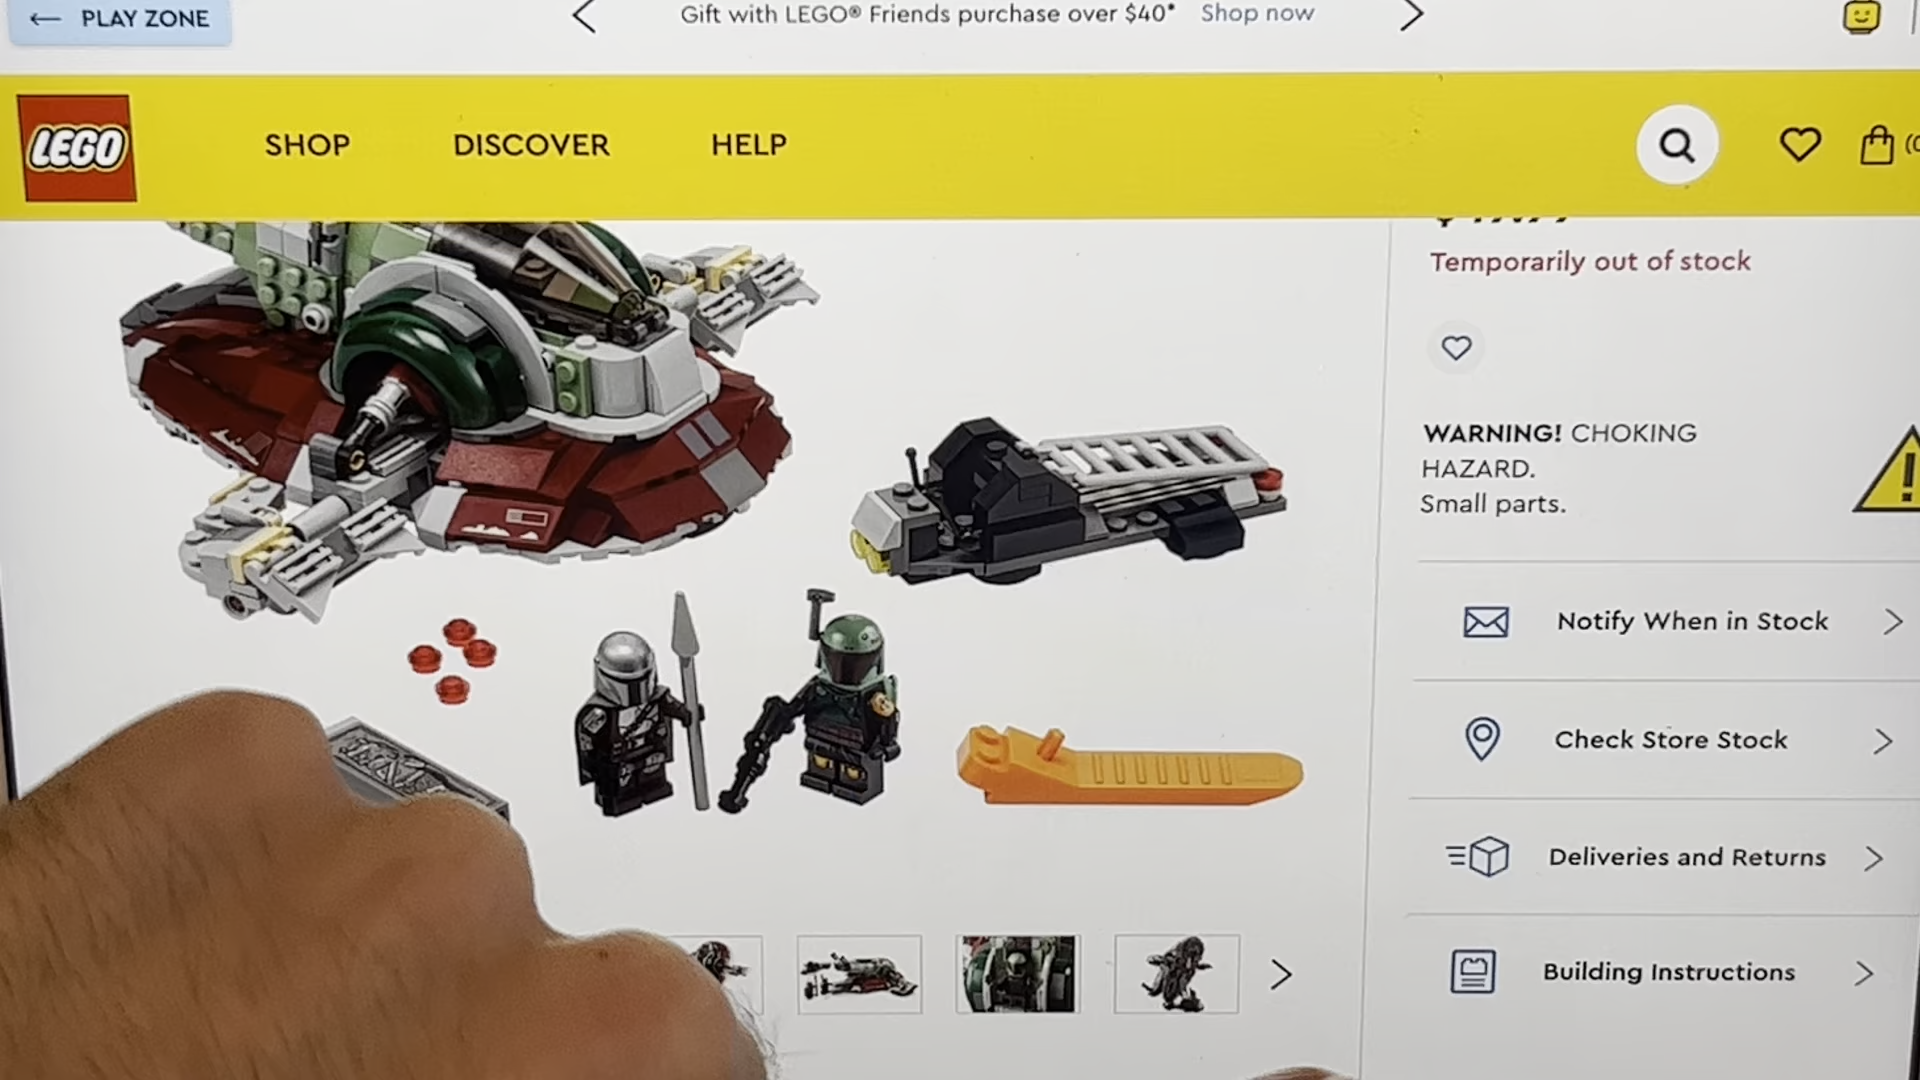 ← PLAY ZONE
Gift with LEGO® Friends purchase over $40* Shop now
LEGO
SHOP
DISCOVER
HELP
Temporarily out of stock
WARNING! CHOKING
HAZARD.
Small parts.
Notify When in Stock
Check Store Stock
Deliveries and Returns
Building Instructions